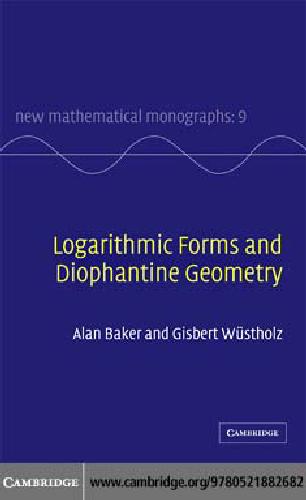 new mathematical monographs: 9
Logarithmic Forms and
Diophantine Geometry
Alan Baker and Gisbert Wüstholz
CAMBRIDGE
CAMBRIDGE www.cambridge.org/9780521882682